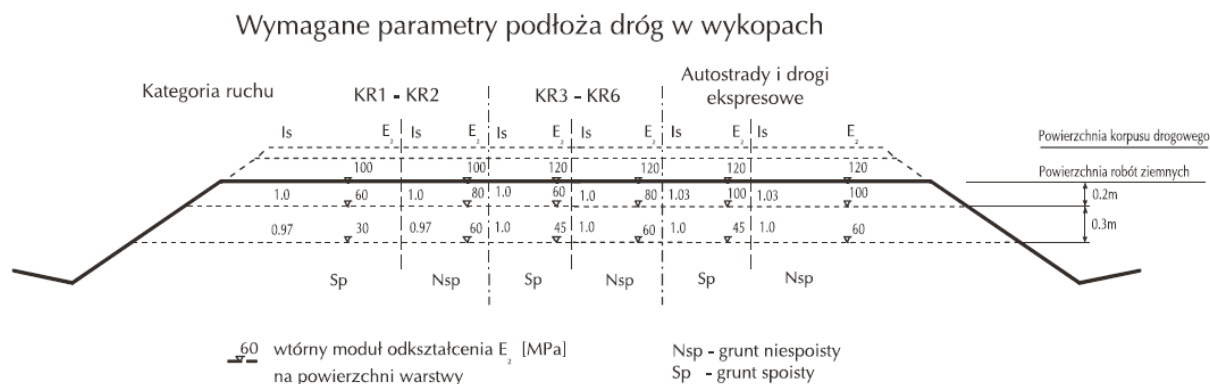 Wymagane parametry podłoża dróg w wykopach
Kategoria ruchu KR1 - KR2 KR3 - KR6 Autostrady i drogi
ekspresowe
Is E₂ Is E₂ Is E₂ Is E₂ Is E₂ Is E₂
Powierzchnia korpusu drogowego
100 100 120 120 120 120
Powierzchnia robót ziemnych
1.0 60 1.0 80 1.0 60 1.0 80 1.03 100 1.03 100 0.2m
0.97 30 0.97 60 1.0 45 1.0 60 1.0 45 1.0 60 0.3m
Sp Nsp Sp Nsp Sp Nsp
60 wtórny moduł odkształcenia E₂ [MPa]
na powierzchni warstwy
Nsp - grunt niespoisty
Sp - grunt spoisty